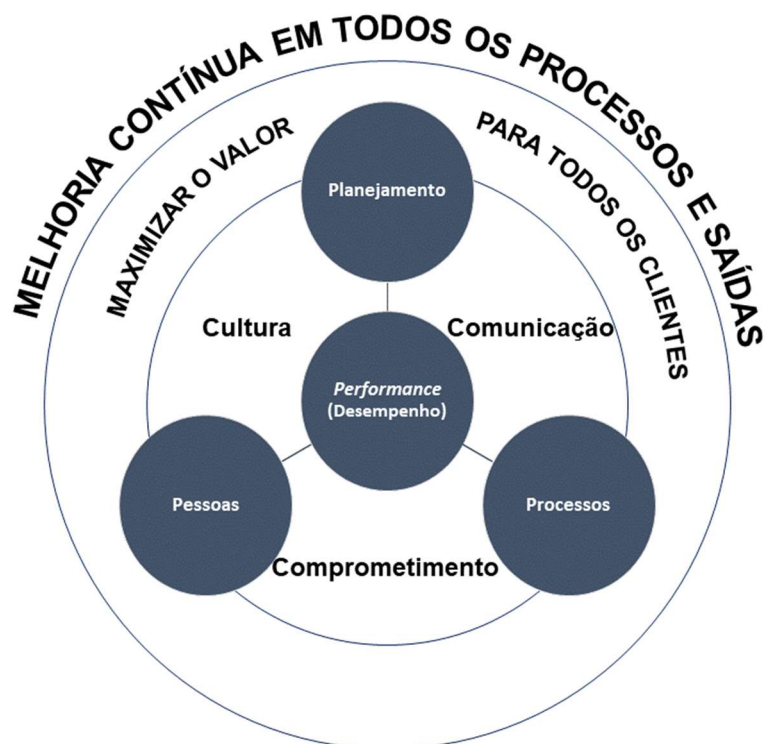 MELHORIA CONTÍNUA EM TODOS OS PROCESSOS E SAÍDAS
MAXIMIZAR O VALOR
PARA TODOS OS CLIENTES
Planejamento
Cultura
Comunicação
Performance
(Desempenho)
Pessoas
Processos
Comprometimento